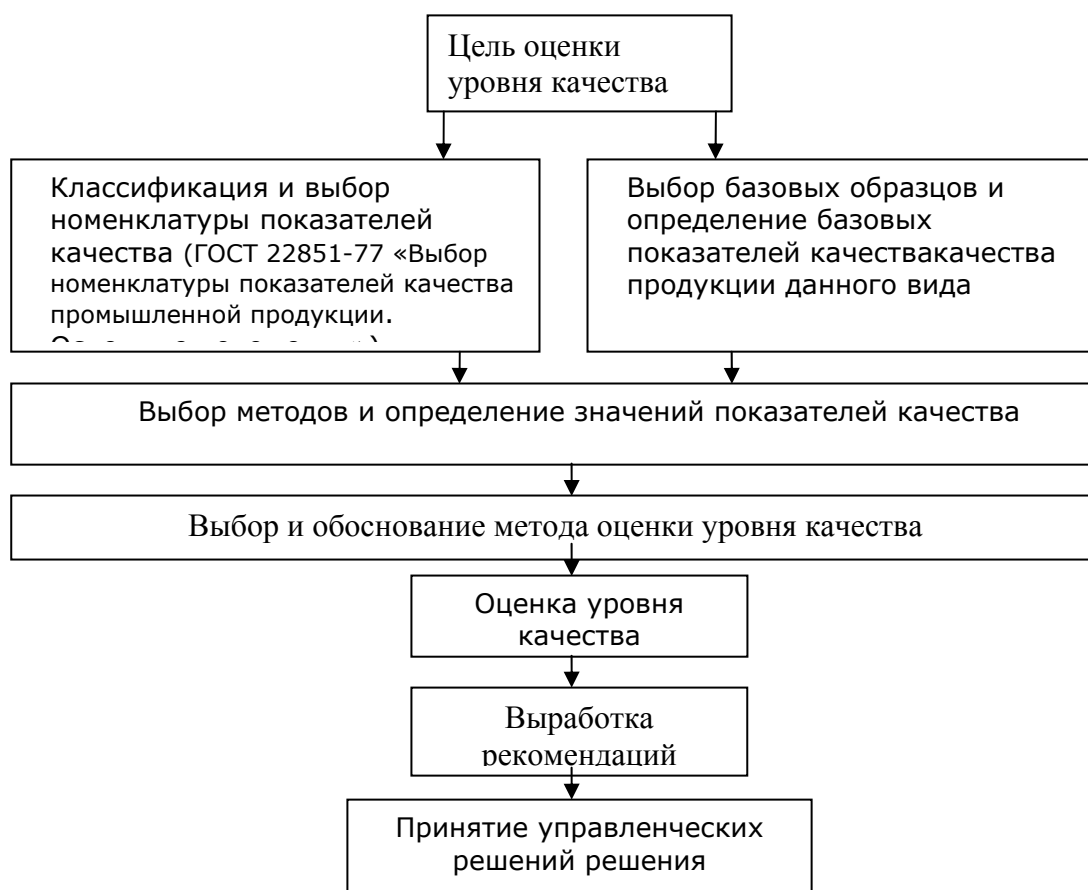 Цель оценки
уровня качества
Классификация и выбор
номенклатуры показателей
качества (ГОСТ 22851-77 «Выбор
номенклатуры показателей качества
промышленной продукции.
Выбор базовых образцов и
определение базовых
показателей качествакачества
продукции данного вида
Выбор методов и определение значений показателей качества
Выбор и обоснование метода оценки уровня качества
Оценка уровня
качества
Выработка
рекомендаций
Принятие управленческих
решений решения